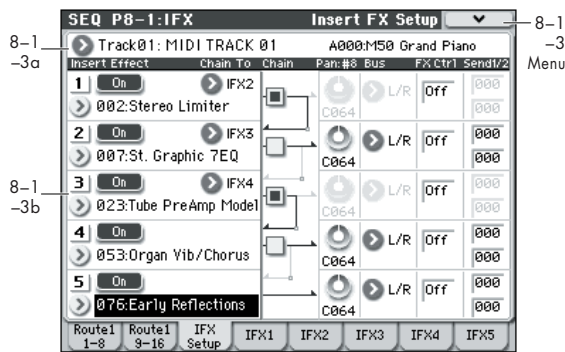 SEQ P8-1:IFX Insert FX Setup
8-1
-3
Menu
8-1
-3a
Track01: MIDI TRACK 01 A000:M50 Grand Piano
Insert Effect Chain To Chain Pan:#8 Bus FX Ctrl Send1/2
1 On IFX2 L/R Off 000
002:Stereo Limiter C064 000
2 On IFX3 L/R Off 000
007:St. Graphic 7EQ C064 000
8-1
-3b
3 On IFX4 L/R Off 000
023:Tube PreAmp Model C064 000
4 On L/R Off 000
053:Organ Vib/Chorus C064 000
5 On L/R Off 000
076:Early Reflections C064 000
Route1 1-8 Route1 9-16 IFX Setup IFX1 IFX2 IFX3 IFX4 IFX5